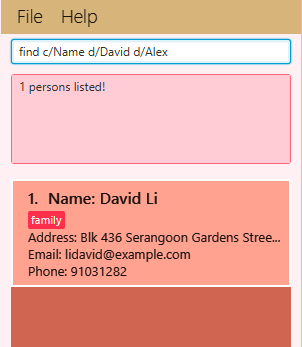 File Help
find c/Name d/David d/Alex
1 persons listed!
1. Name: David Li
family
Address: Blk 436 Serangoon Gardens Stree...
Email: lidavid@example.com
Phone: 91031282